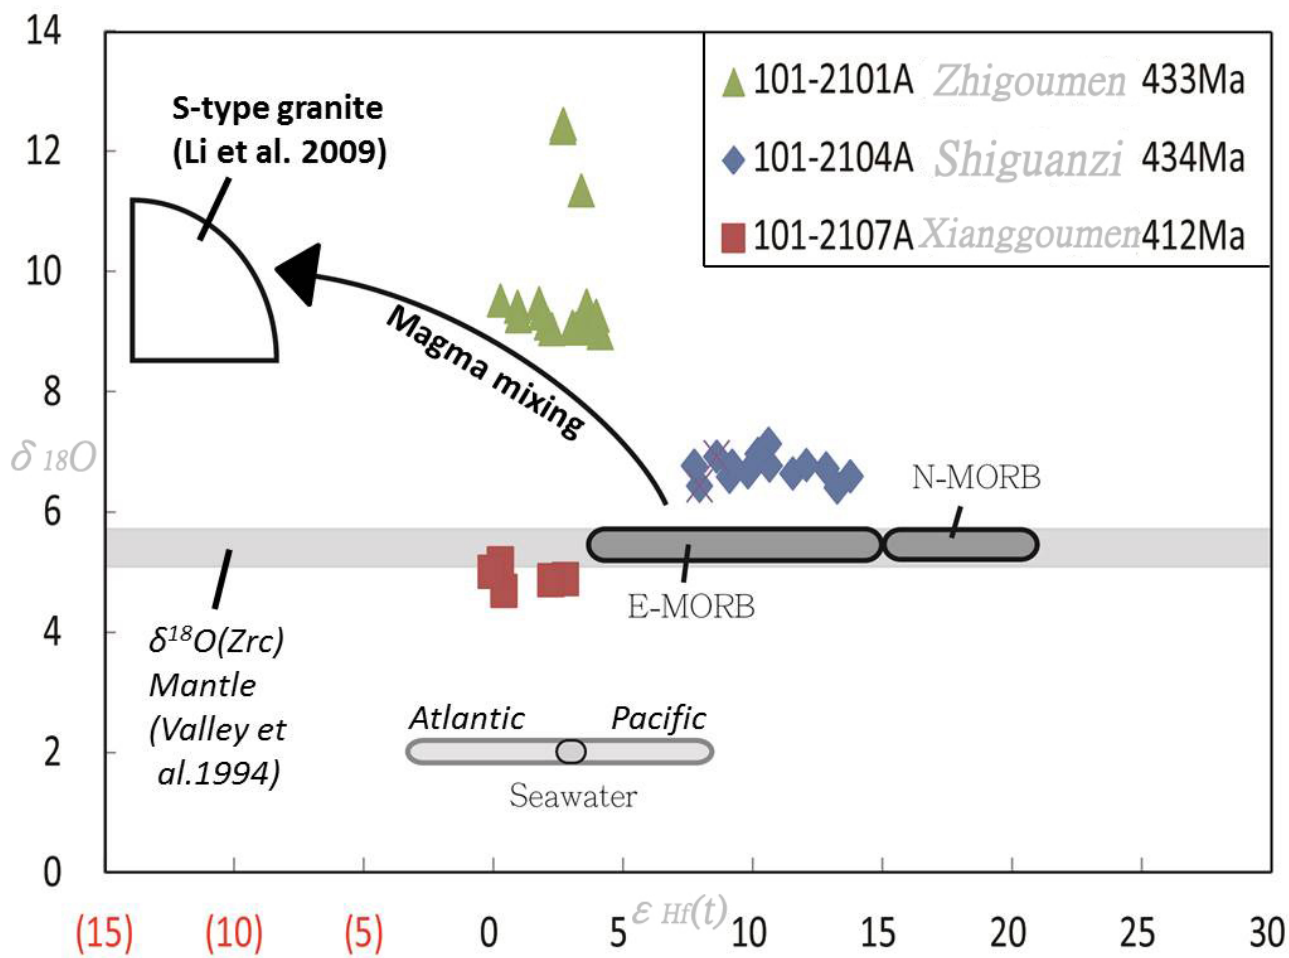 14
12
10
8
6
4
2
0
δ 18O
S-type granite
(Li et al. 2009)
101-2101A Zhigoumen 433Ma
101-2104A Shiguanzi 434Ma
101-2107A Xianggoumen 412Ma
Magma mixing
N-MORB
E-MORB
δ¹⁸O(Zrc)
Mantle
(Valley et
al.1994)
Atlantic Pacific
Seawater
(15) (10) (5) 0 5 10 15 20 25 30
ε Hf(t)